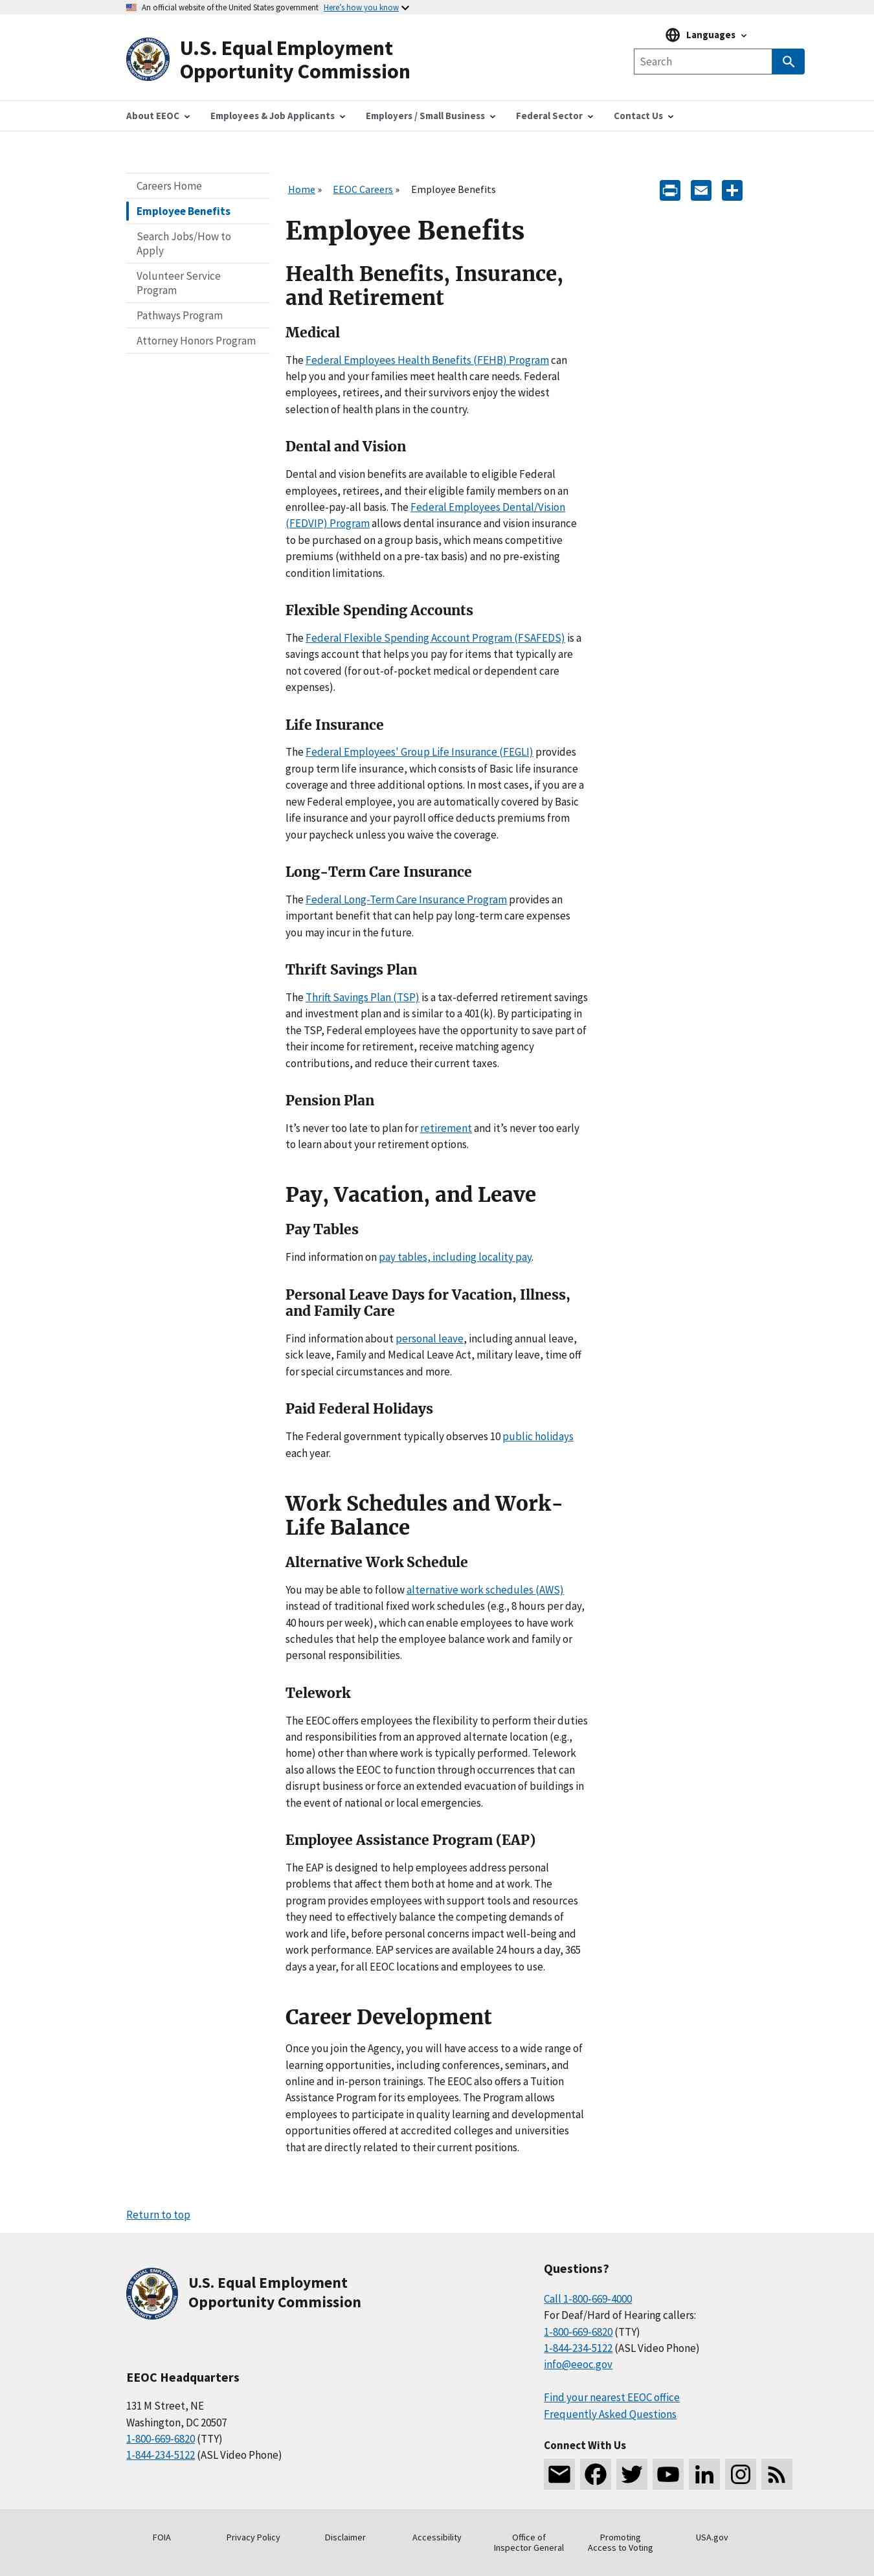 An official website of the United States government Here's how you know
U.S. Equal Employment
Opportunity Commission
Languages
Search
About EEOC
Employees & Job Applicants
Employers / Small Business
Federal Sector
Contact Us
Careers Home
Employee Benefits
Search Jobs/How to
Apply
Volunteer Service
Program
Pathways Program
Attorney Honors Program
Home » EEOC Careers » Employee Benefits
Employee Benefits
Health Benefits, Insurance,
and Retirement
Medical
The Federal Employees Health Benefits (FEHB) Program can
help you and your families meet health care needs. Federal
employees, retirees, and their survivors enjoy the widest
selection of health plans in the country.
Dental and Vision
Dental and vision benefits are available to eligible Federal
employees, retirees, and their eligible family members on an
enrollee-pay-all basis. The Federal Employees Dental/Vision
(FEDVIP) Program allows dental insurance and vision insurance
to be purchased on a group basis, which means competitive
premiums (withheld on a pre-tax basis) and no pre-existing
condition limitations.
Flexible Spending Accounts
The Federal Flexible Spending Account Program (FSAFEDS) is a
savings account that helps you pay for items that typically are
not covered (for out-of-pocket medical or dependent care
expenses).
Life Insurance
The Federal Employees' Group Life Insurance (FEGLI) provides
group term life insurance, which consists of Basic life insurance
coverage and three additional options. In most cases, if you are a
new Federal employee, you are automatically covered by Basic
life insurance and your payroll office deducts premiums from
your paycheck unless you waive the coverage.
Long-Term Care Insurance
The Federal Long-Term Care Insurance Program provides an
important benefit that can help pay long-term care expenses
you may incur in the future.
Thrift Savings Plan
The Thrift Savings Plan (TSP) is a tax-deferred retirement savings
and investment plan and is similar to a 401(k). By participating in
the TSP, Federal employees have the opportunity to save part of
their income for retirement, receive matching agency
contributions, and reduce their current taxes.
Pension Plan
It’s never too late to plan for retirement and it’s never too early
to learn about your retirement options.
Pay, Vacation, and Leave
Pay Tables
Find information on pay tables, including locality pay.
Personal Leave Days for Vacation, Illness,
and Family Care
Find information about personal leave, including annual leave,
sick leave, Family and Medical Leave Act, military leave, time off
for special circumstances and more.
Paid Federal Holidays
The Federal government typically observes 10 public holidays
each year.
Work Schedules and Work-
Life Balance
Alternative Work Schedule
You may be able to follow alternative work schedules (AWS)
instead of traditional fixed work schedules (e.g., 8 hours per day,
40 hours per week), which can enable employees to have work
schedules that help the employee balance work and family or
personal responsibilities.
Telework
The EEOC offers employees the flexibility to perform their duties
and responsibilities from an approved alternate location (e.g.,
home) other than where work is typically performed. Telework
also allows the EEOC to function through occurrences that can
disrupt business or force an extended evacuation of buildings in
the event of national or local emergencies.
Employee Assistance Program (EAP)
The EAP is designed to help employees address personal
problems that affect them both at home and at work. The
program provides employees with support tools and resources
they need to effectively balance the competing demands of
work and life, before personal concerns impact well-being and
work performance. EAP services are available 24 hours a day, 365
days a year, for all EEOC locations and employees to use.
Career Development
Once you join the Agency, you will have access to a wide range of
learning opportunities, including conferences, seminars, and
online and in-person trainings. The EEOC also offers a Tuition
Assistance Program for its employees. The Program allows
employees to participate in quality learning and developmental
opportunities offered at accredited colleges and universities
that are directly related to their current positions.
Return to top
U.S. Equal Employment
Opportunity Commission
EEOC Headquarters
131 M Street, NE
Washington, DC 20507
1-800-669-6820 (TTY)
1-844-234-5122 (ASL Video Phone)
Questions?
Call 1-800-669-4000
For Deaf/Hard of Hearing callers:
1-800-669-6820 (TTY)
1-844-234-5122 (ASL Video Phone)
info@eeoc.gov
Find your nearest EEOC office
Frequently Asked Questions
Connect With Us
FOIA
Privacy Policy
Disclaimer
Accessibility
Office of
Inspector General
Promoting
Access to Voting
USA.gov